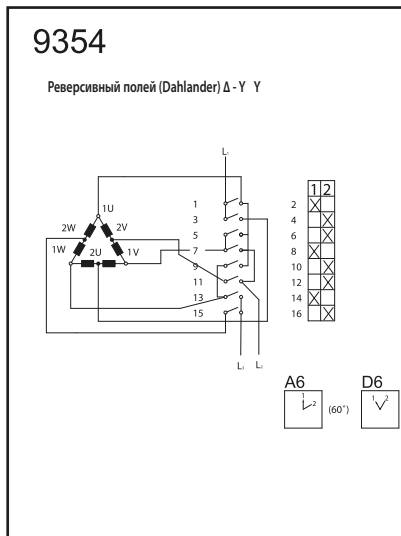 9354
Реверсивный полей (Dahlander) Δ - Y Y
L₁
1U
1 2
1 2 X
2W 2V
3 4 X
1W 2U 1V
5 6 X
7 8 X
9 10 X
11 12 X
13 14 X
15 16 X
L₃ L₂
A6 D6
1 2 (60°) 1 2